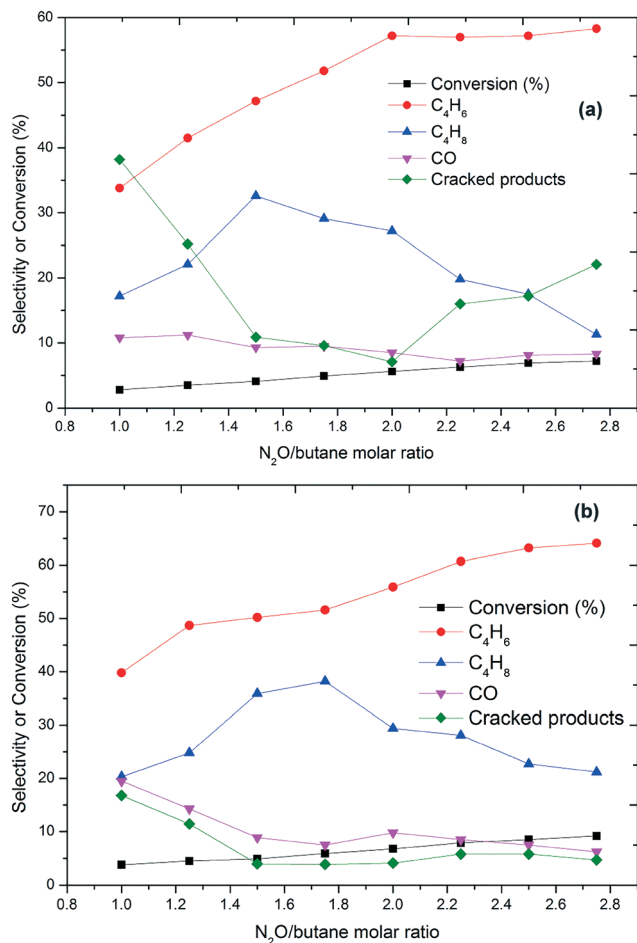 60
50
40
30
20
10
0
Selectivity or Conversion (%)
(a)
Conversion (%)
C₄H₆
C₄H₈
CO
Cracked products
0.8 1.0 1.2 1.4 1.6 1.8 2.0 2.2 2.4 2.6 2.8
N₂O/butane molar ratio
70
60
50
40
30
20
10
0
Selectivity or Conversion (%)
(b)
Conversion (%)
C₄H₆
C₄H₈
CO
Cracked products
0.8 1.0 1.2 1.4 1.6 1.8 2.0 2.2 2.4 2.6 2.8
N₂O/butane molar ratio